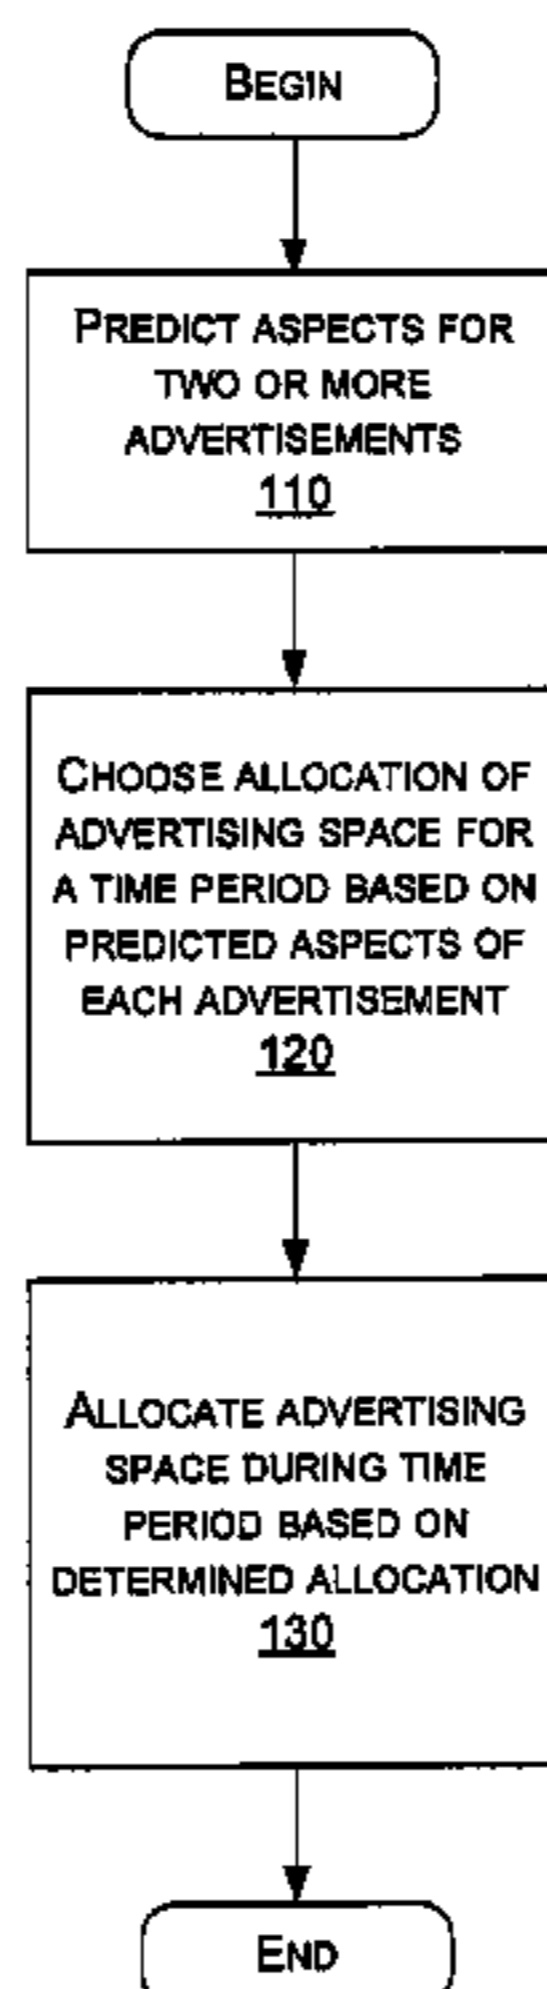 BEGIN
PREDICT ASPECTS FOR
TWO OR MORE
ADVERTISEMENTS
110
CHOOSE ALLOCATION OF
ADVERTISING SPACE FOR
A TIME PERIOD BASED ON
PREDICTED ASPECTS OF
EACH ADVERTISEMENT
120
ALLOCATE ADVERTISING
SPACE DURING TIME
PERIOD BASED ON
DETERMINED ALLOCATION
130
END